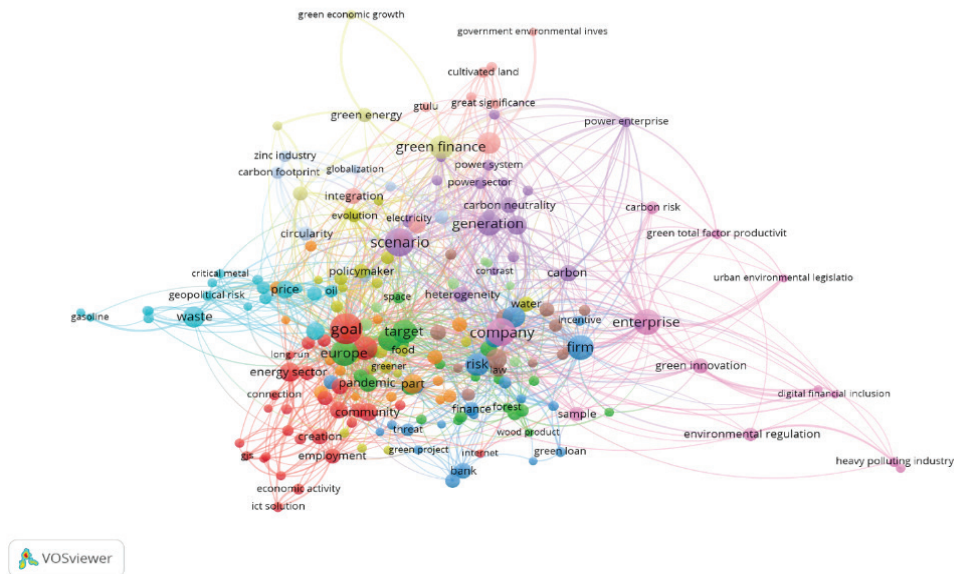 green economic growth
government environmental inves
cultivated land
gtulu
great significance
green energy
power enterprise
green finance
zinc industry
carbon footprint
globalization
power system
power sector
integration
evolution
electricity
carbon neutrality
carbon risk
generation
circularity
scenario
green total factor productivit
critical metal
policymaker
contrast
carbon
urban environmental legislatio
geopolitical risk
price
oil
space
heterogeneity
gasoline
waste
water
goal
target
company
incentive
enterprise
long run
europe
food
firm
energy sector
greener
risk
law
green innovation
connection
pandemic
part
digital financial inclusion
community
finance
forest
sample
creation
threat
wood product
environmental regulation
gis
employment
green project
internet
green loan
heavy polluting industry
bank
economic activity
ict solution
VOSviewer